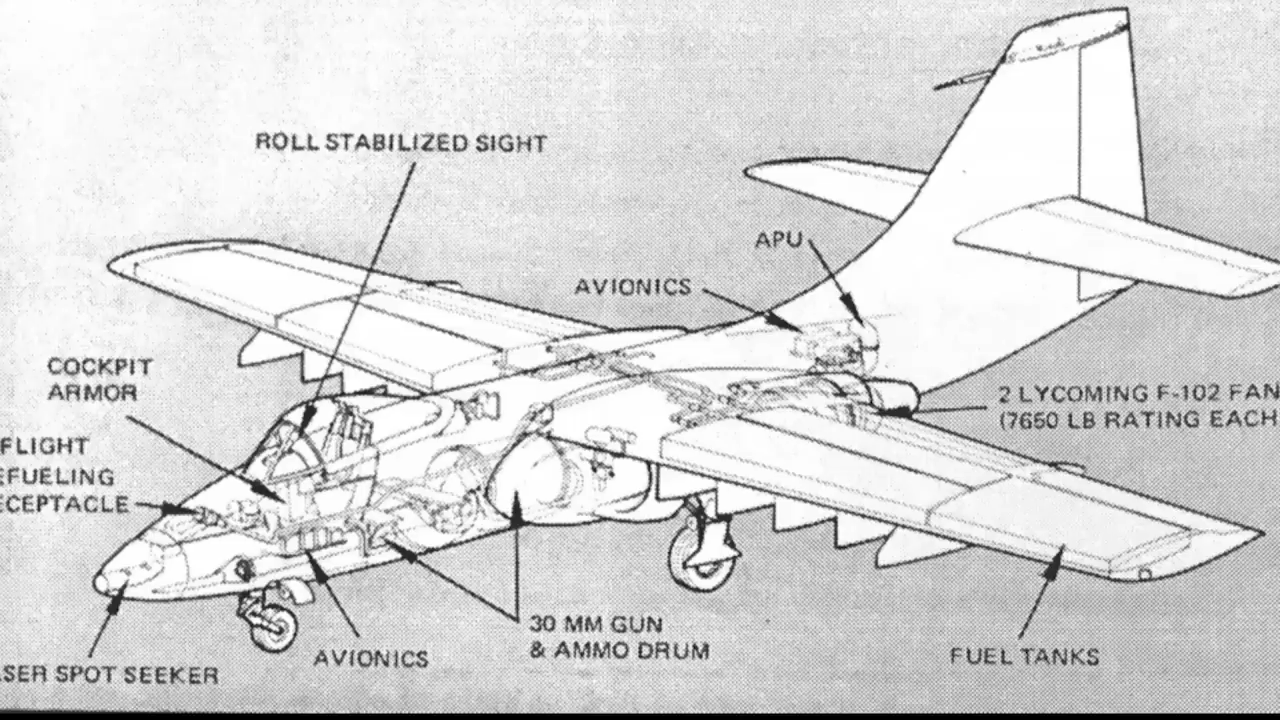 ROLL STABILIZED SIGHT
APU
AVIONICS
COCKPIT
ARMOR
FLIGHT
EFUELING
ECEPTACLE
2 LYCOMING F-102 FAN
(7650 LB RATING EACH
30 MM GUN
& AMMO DRUM
AVIONICS
FUEL TANKS
SER SPOT SEEKER